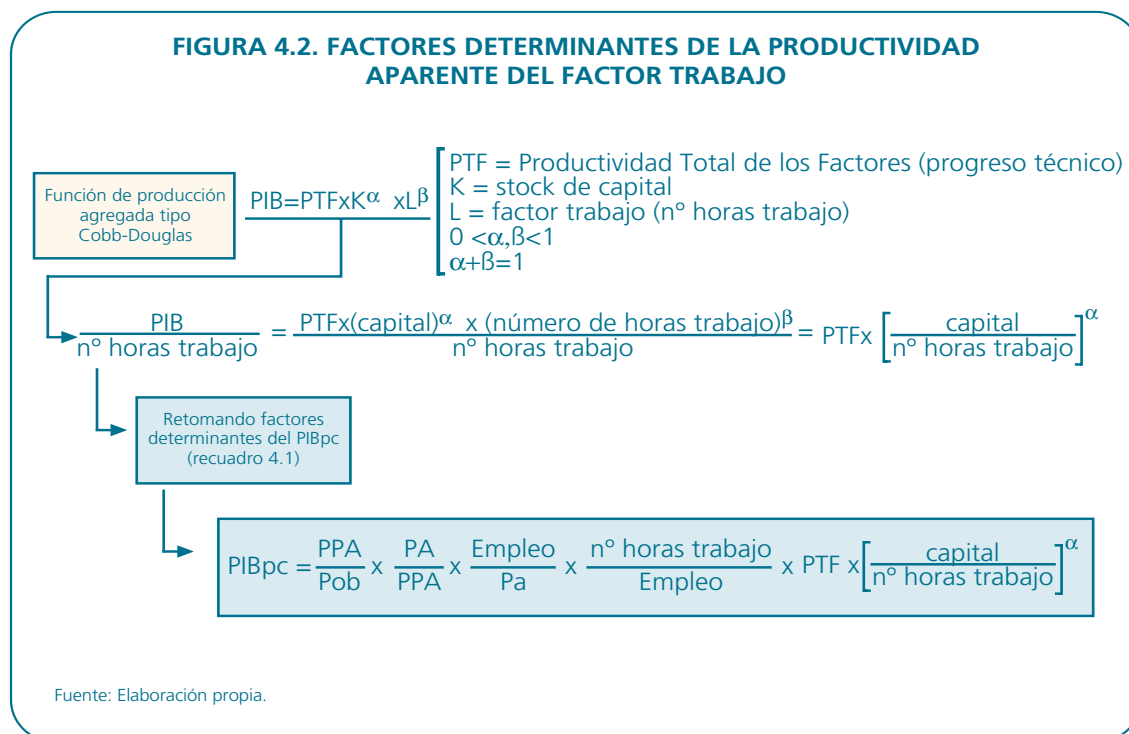 FIGURA 4.2. FACTORES DETERMINANTES DE LA PRODUCTIVIDAD
APARENTE DEL FACTOR TRABAJO
Función de producción
agregada tipo
Cobb-Douglas
PIB=PTFxK^α xL^β
PTF = Productividad Total de los Factores (progreso técnico)
K = stock de capital
L = factor trabajo (nº horas trabajo)
0 <α,ß<1
α+ß=1
PIB / nº horas trabajo = PTFx(capital)^α x (número de horas trabajo)^β / nº horas trabajo = PTFx [capital / nº horas trabajo]^α
Retomando factores
determinantes del PIBpc
(recuadro 4.1)
PIBpc = PPA / Pob x PA / PPA x Empleo / Pa x nº horas trabajo / Empleo x PTF x [capital / nº horas trabajo]^α
Fuente: Elaboración propia.